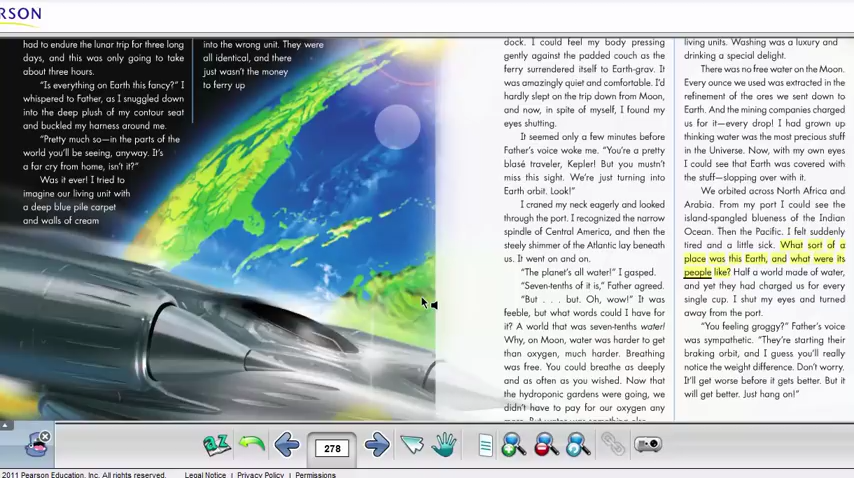 RSON
had to endure the lunar trip for three long
days, and this was only going to take
about three hours.
“Is everything on Earth this fancy?” I
whispered to Father, as I snuggled down
into the deep plush of my contour seat
and buckled my harness around me.
“Pretty much so—in the parts of the
world you’ll be seeing, anyway. It’s
a far cry from home, isn’t it?”
Was it ever! I tried to
imagine our living unit with
a deep blue pile carpet
and walls of cream
into the wrong unit. They were
all identical, and there
just wasn’t the money
to ferry up
dock. I could feel my body pressing
gently against the padded couch as the
ferry surrendered itself to Earth-grav. It
was amazingly quiet and comfortable. I’d
hardly slept on the trip down from Moon,
and now, in spite of myself, I found my
eyes shutting.
It seemed only a few minutes before
Father’s voice woke me. “You’re a pretty
blasé traveler, Kepler! But you mustn’t
miss this sight. We’re just turning into
Earth orbit. Look!”
I craned my neck eagerly and looked
through the port. I recognized the narrow
spindle of Central America, and then the
steely shimmer of the Atlantic lay beneath
us. It went on and on.
“The planet’s all water!” I gasped.
“Seven-tenths of it is,” Father agreed.
“But . . . but. Oh, wow!” It was
feeble, but what words could I have for
it? A world that was seven-tenths water!
Why, on Moon, water was harder to get
than oxygen, much harder. Breathing
was free. You could breathe as deeply
and as often as you wished. Now that
the hydroponic gardens were going, we
didn’t have to pay for our oxygen any
more. But water was something else
living units. Washing was a luxury and
drinking a special delight.
There was no free water on the Moon.
Every ounce we used was extracted in the
refinement of the ores we sent down to
Earth. And the mining companies charged
us for it—every drop! I had grown up
thinking water was the most precious stuff
in the Universe. Now, with my own eyes
I could see that Earth was covered with
the stuff—slopping over with it.
We orbited across North Africa and
Arabia. From my port I could see the
island-spangled blueness of the Indian
Ocean. Then the Pacific. I felt suddenly
tired and a little sick. What sort of a
place was this Earth, and what were its
people like? Half a world made of water,
and yet they had charged us for every
single cup. I shut my eyes and turned
away from the port.
“You feeling groggy?” Father’s voice
was sympathetic. “They’re starting their
braking orbit, and I guess you’ll really
notice the weight difference. Don’t worry.
It’ll get worse before it gets better. But it
will get better. Just hang on!”
az
278
2011 Pearson Education, Inc. All rights reserved. Legal Notice | Privacy Policy | Permissions